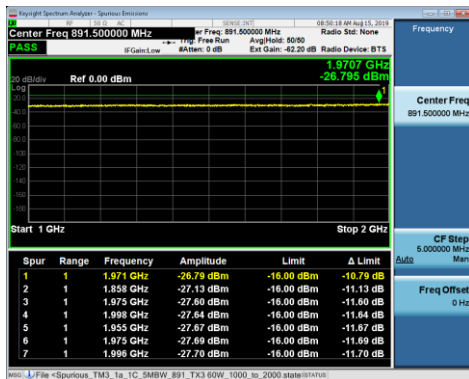 Keysight Spectrum Analyzer - Spurious Emissions
RF 50 Ω AC SENSE:INT 08:50:18 AM Aug 15, 2019
Center Freq 891.500000 MHz
Center Freq: 891.500000 MHz Radio Std: None
Trig: Free Run Avg|Hold: 50/50
PASS IFGain:Low #Atten: 0 dB Ext Gain: -62.20 dB Radio Device: BTS
1.9707 GHz
20 dB/div Ref 0.00 dBm -26.795 dBm
Log
1
Start 1 GHz Stop 2 GHz
Spur Range Frequency Amplitude Limit Δ Limit
1 1 1.971 GHz -26.79 dBm -16.00 dBm -10.79 dB
2 1 1.858 GHz -27.13 dBm -16.00 dBm -11.13 dB
3 1 1.975 GHz -27.60 dBm -16.00 dBm -11.60 dB
4 1 1.998 GHz -27.64 dBm -16.00 dBm -11.64 dB
5 1 1.955 GHz -27.67 dBm -16.00 dBm -11.67 dB
6 1 1.975 GHz -27.69 dBm -16.00 dBm -11.69 dB
7 1 1.996 GHz -27.70 dBm -16.00 dBm -11.70 dB
MSG File <Spurious_TM3_1a_1C_5MBW_891_TX3 60W_1000_to_2000.state STATUS
Frequency
Center Freq
891.500000 MHz
CF Step
5.000000 MHz
Auto Man
Freq Offset
0 Hz